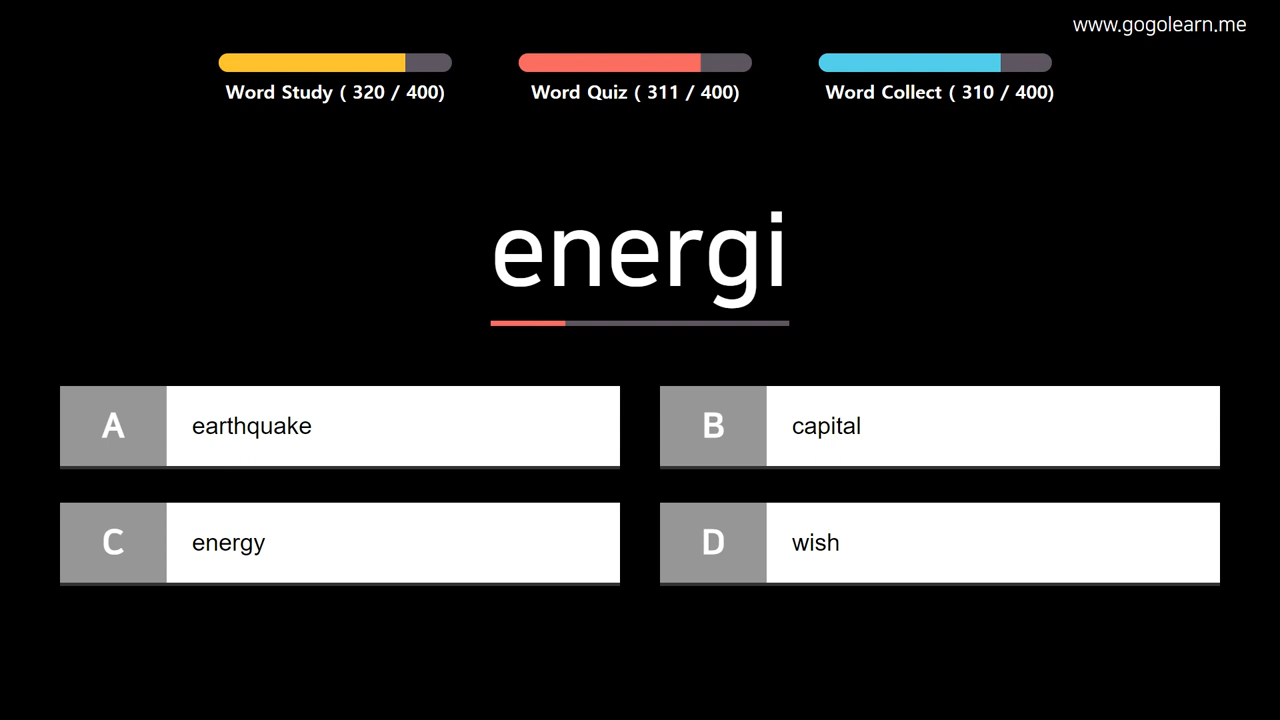 www.gogolearn.me
Word Study ( 320 / 400)
Word Quiz ( 311 / 400)
Word Collect ( 310 / 400)
energi
A
earthquake
B
capital
C
energy
D
wish